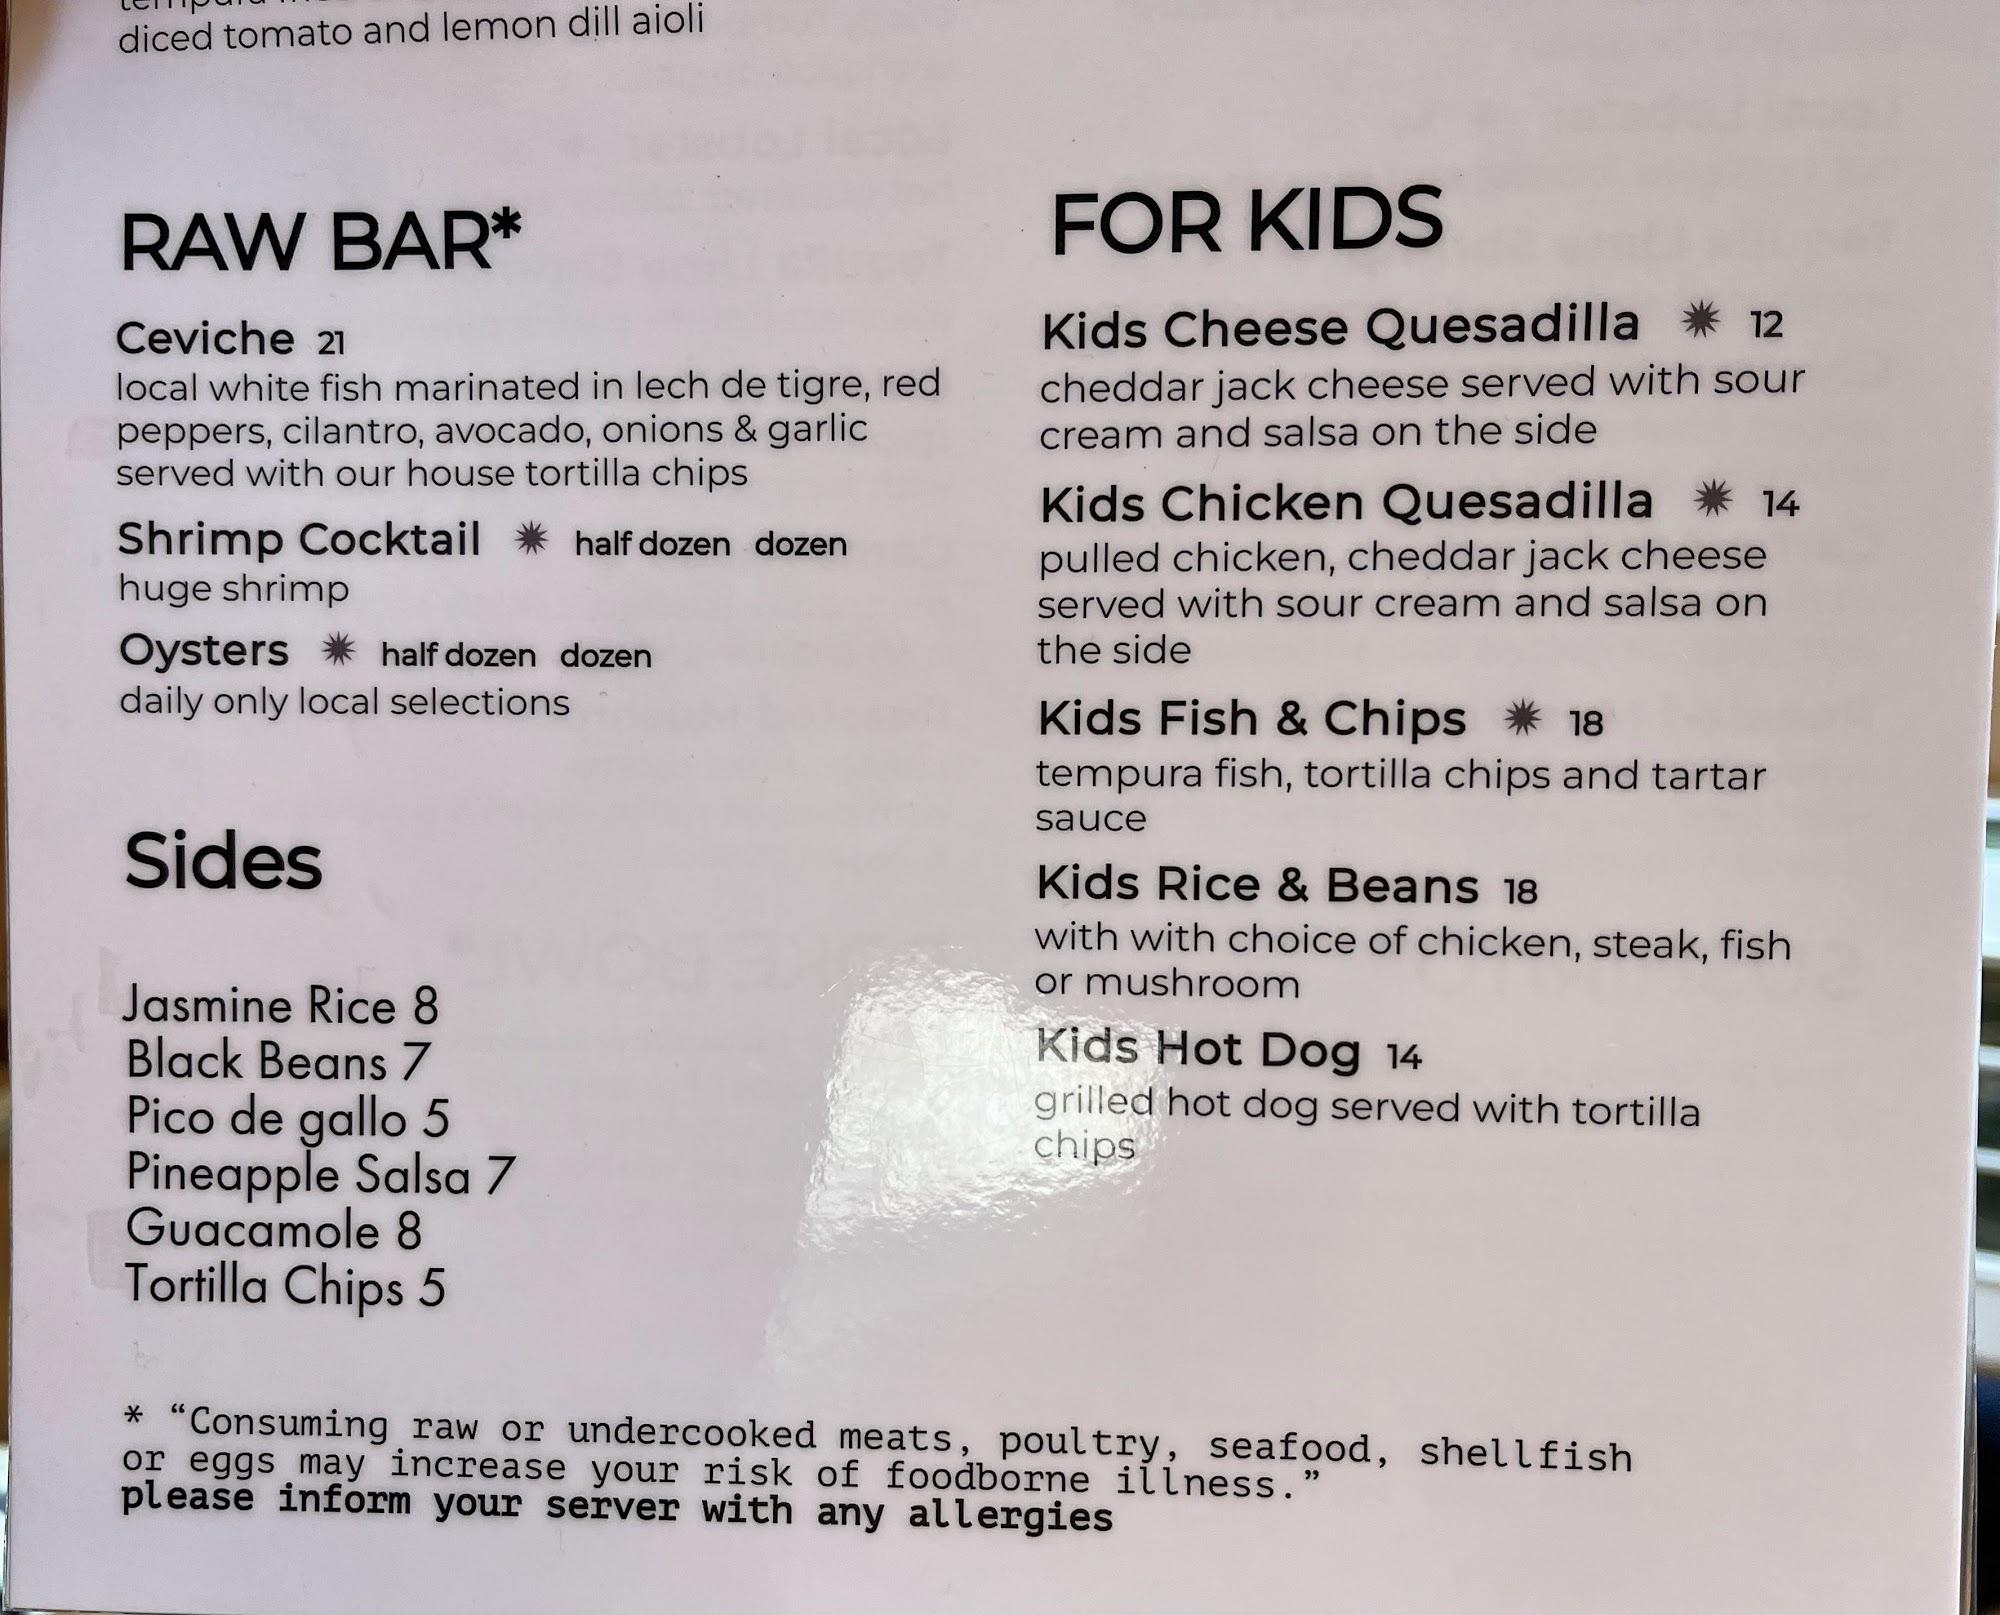 diced tomato and lemon dill aioli
RAW BAR*
Ceviche 21
local white fish marinated in lech de tigre, red
peppers, cilantro, avocado, onions & garlic
served with our house tortilla chips
Shrimp Cocktail ✷ half dozen dozen
huge shrimp
Oysters ✷ half dozen dozen
daily only local selections
Sides
Jasmine Rice 8
Black Beans 7
Pico de gallo 5
Pineapple Salsa 7
Guacamole 8
Tortilla Chips 5
FOR KIDS
Kids Cheese Quesadilla ✷ 12
cheddar jack cheese served with sour
cream and salsa on the side
Kids Chicken Quesadilla ✷ 14
pulled chicken, cheddar jack cheese
served with sour cream and salsa on
the side
Kids Fish & Chips ✷ 18
tempura fish, tortilla chips and tartar
sauce
Kids Rice & Beans 18
with with choice of chicken, steak, fish
or mushroom
Kids Hot Dog 14
grilled hot dog served with tortilla
chips
* “Consuming raw or undercooked meats, poultry, seafood, shellfish
or eggs may increase your risk of foodborne illness.”
please inform your server with any allergies